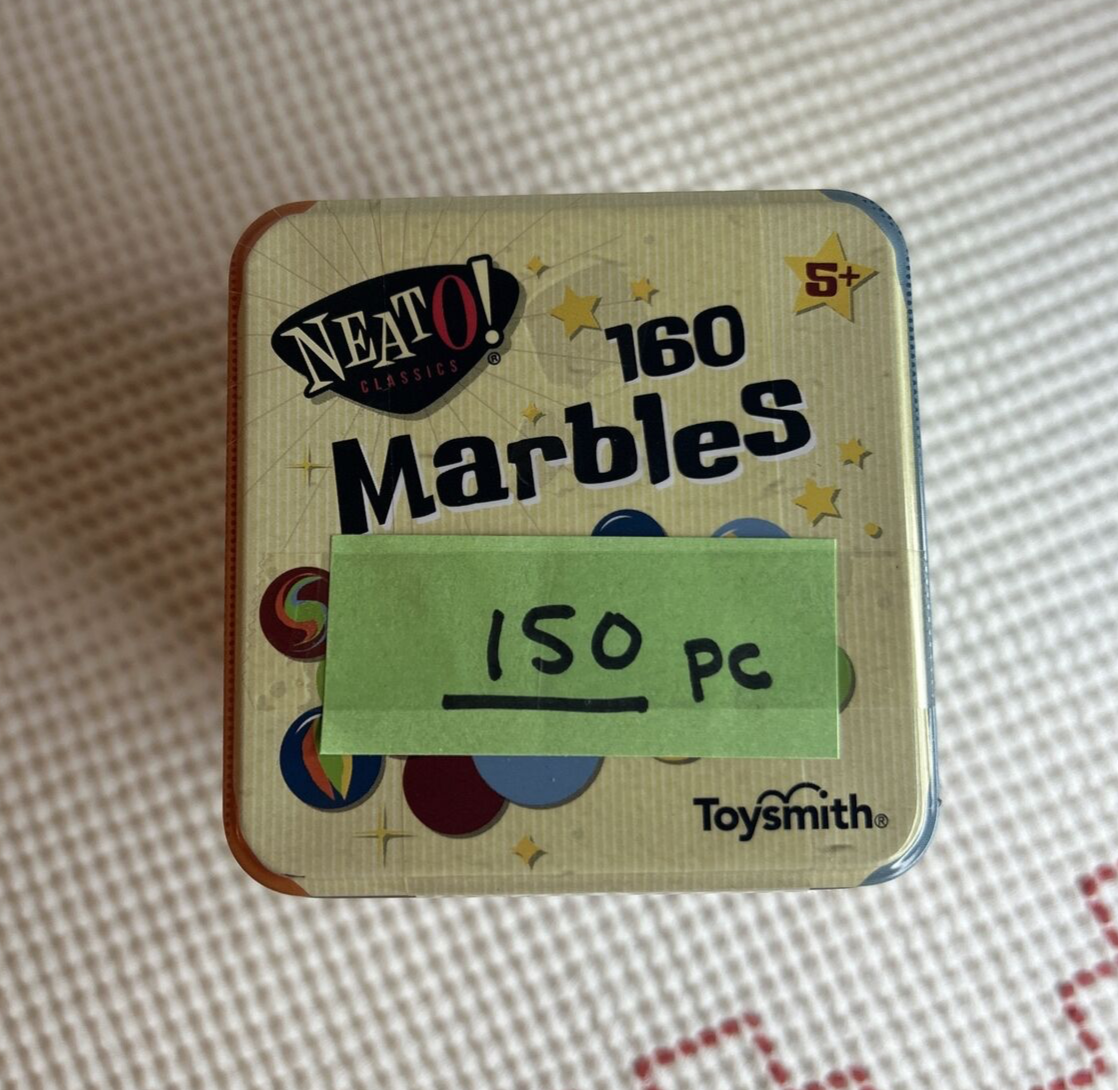 NEATO!®
CLASSICS
5+
160
Marbles
150 PC
Toysmith®